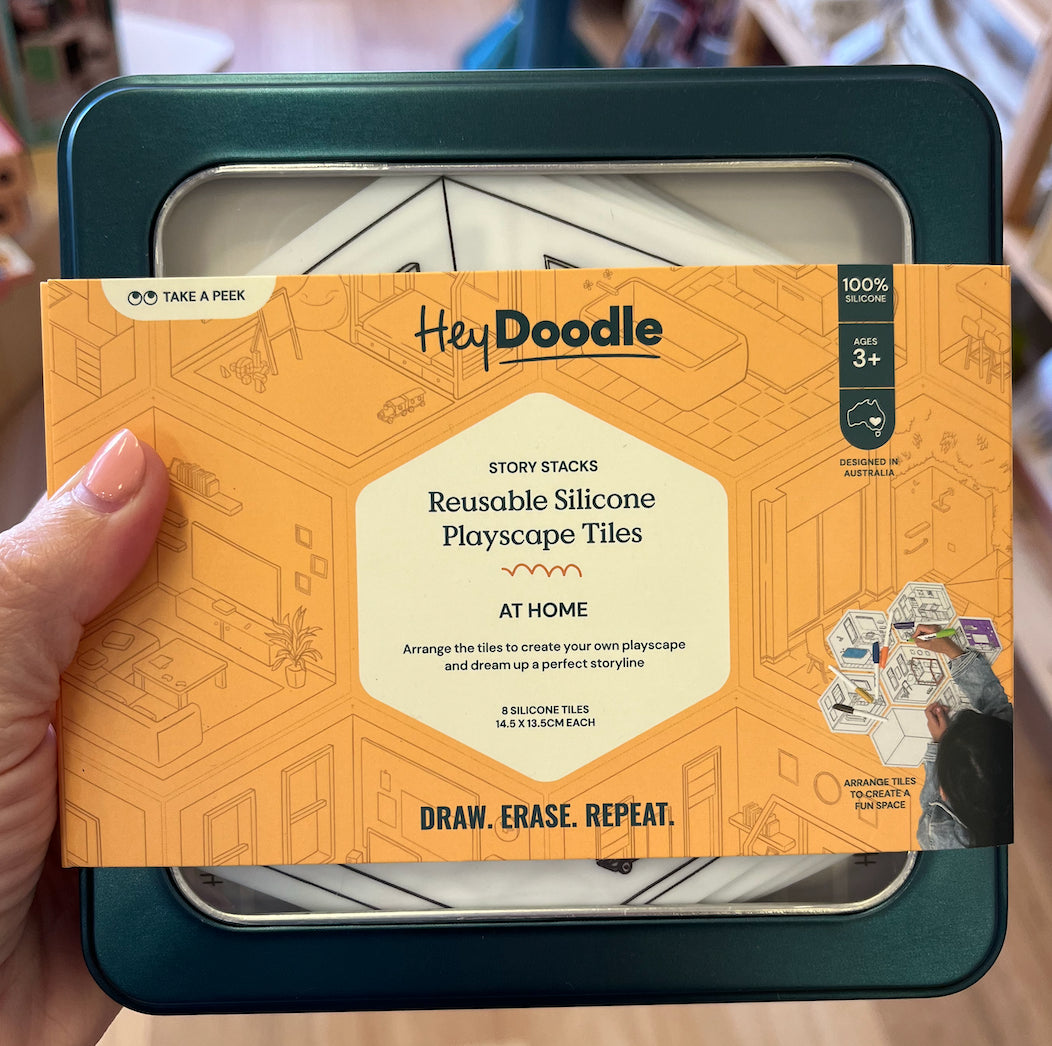 TAKE A PEEK
HeyDoodle
100%
SILICONE
AGES
3+
DESIGNED IN
AUSTRALIA
STORY STACKS
Reusable Silicone
Playscape Tiles
AT HOME
Arrange the tiles to create your own playscape
and dream up a perfect storyline
8 SILICONE TILES
14.5 X 13.5CM EACH
ARRANGE TILES
TO CREATE A
FUN SPACE
DRAW. ERASE. REPEAT.